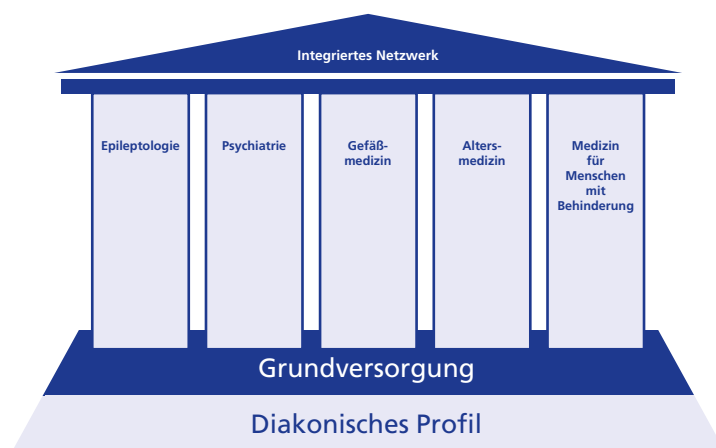 Integriertes Netzwerk
Epileptologie
Psychiatrie
Gefäß-
medizin
Alters-
medizin
Medizin
für
Menschen
mit
Behinderung
Grundversorgung
Diakonisches Profil